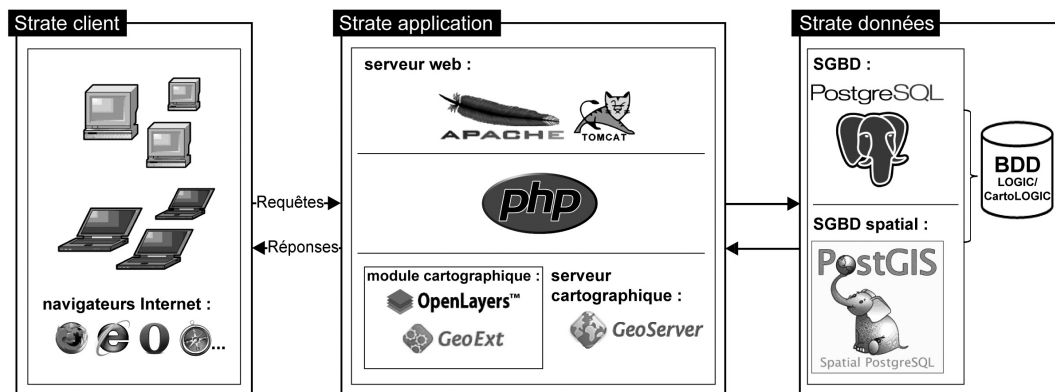 Strate client
navigateurs Internet :
...
Requêtes
Réponses
Strate application
serveur web :
APACHE
TOMCAT
php
module cartographique :
OpenLayers™
GeoExt
serveur
cartographique :
GeoServer
Strate données
SGBD :
PostgreSQL
SGBD spatial :
PostGIS
Spatial PostgreSQL
BDD
LOGIC/
CartoLOGIC